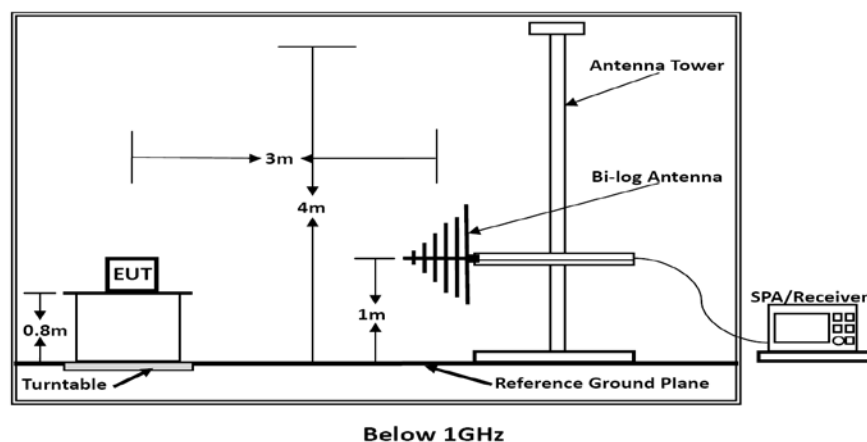 Antenna Tower
3m
Bi-log Antenna
4m
EUT
SPA/Receiver
0.8m
1m
Turntable
Reference Ground Plane
Below 1GHz